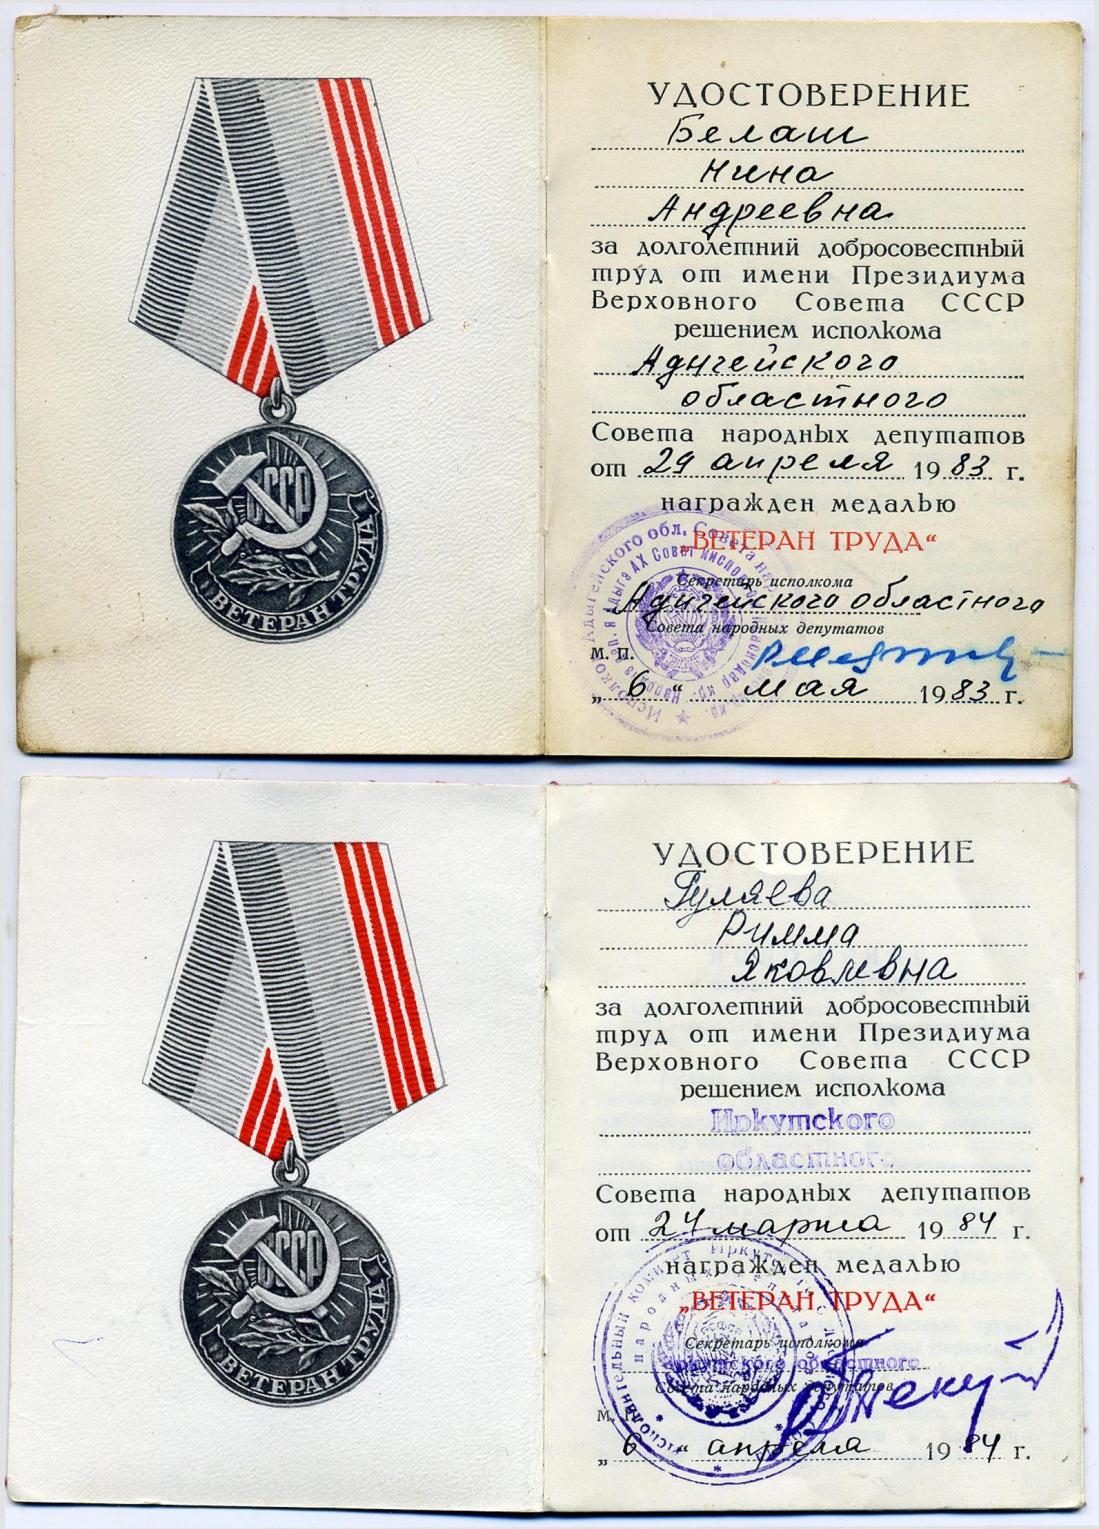 УДОСТОВЕРЕНИЕ
Белаш
Нина
Андреевна
за долголетний добросовестный
труд от имени Президиума
Верховного Совета СССР
решением исполкома
Адыгейского
областного
Совета народных депутатов
от 29 апреля 1983 г.
награжден медалью
„ВЕТЕРАН ТРУДА“
Секретарь исполкома
Адыгейского областного
Совета народных депутатов
М. П.
„ 6 “ мая 1983 г.
СССР
ВЕТЕРАН ТРУДА
УДОСТОВЕРЕНИЕ
Гуляева
Римма
Яковлевна
за долголетний добросовестный
труд от имени Президиума
Верховного Совета СССР
решением исполкома
Иркутского
областного
Совета народных депутатов
от 24 марта 1984 г.
награжден медалью
„ВЕТЕРАН ТРУДА“
Секретарь исполкома
Иркутского областного
Совета народных депутатов
М. П.
„ 6 “ апреля 1984 г.
СССР
ВЕТЕРАН ТРУДА